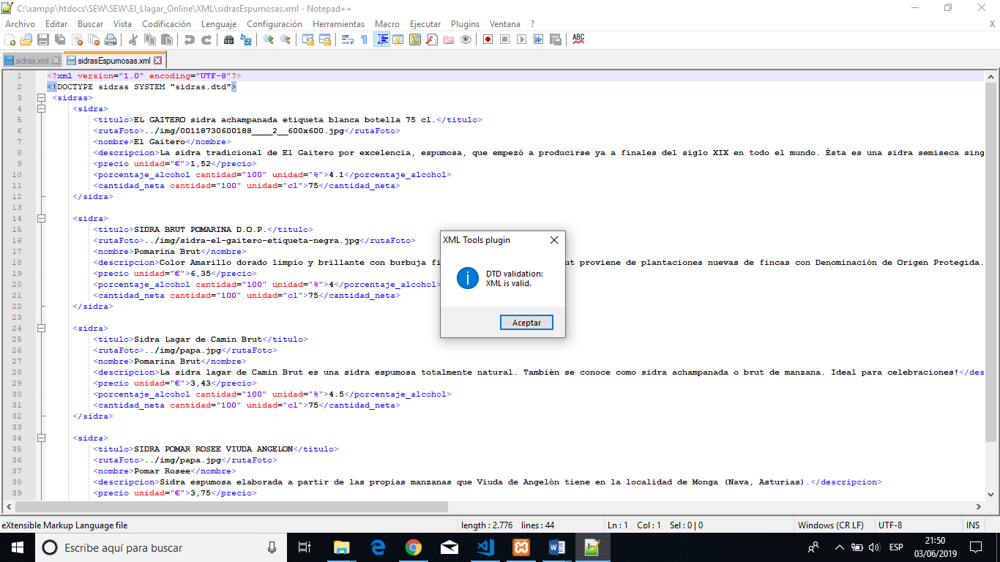 C:\xampp\htdocs\SEW\SEW\El_Llagar_Online\XML\sidrasEspumosas.xml - Notepad++
Archivo Editar Buscar Vista Codificación Lenguaje Configuración Herramientas Macro Ejecutar Plugins Ventana ? X
ABC
sidras.xml sidrasEspumosas.xml
1 <?xml version="1.0" encoding="UTF-8"?>
2 <!DOCTYPE sidras SYSTEM "sidras.dtd">
3 <sidras>
4 <sidra>
5 <titulo>EL GAITERO sidra achampanada etiqueta blanca botella 75 cl.</titulo>
6 <rutaFoto>../img/00118730600188____2__600x600.jpg</rutaFoto>
7 <nombre>El Gaitero</nombre>
8 <descripcion>La sidra tradicional de El Gaitero por excelencia, espumosa, que empezó a producirse ya a finales del siglo XIX en todo el mundo. Ésta es una sidra semiseca sing
9 <precio unidad="€">1,52</precio>
10 <porcentaje_alcohol cantidad="100" unidad="%">4.1</porcentaje_alcohol>
11 <cantidad_neta cantidad="100" unidad="cl">75</cantidad_neta>
12 </sidra>
13
14 <sidra>
15 <titulo>SIDRA BRUT POMARINA D.O.P.</titulo>
16 <rutaFoto>../img/sidra-el-gaitero-etiqueta-negra.jpg</rutaFoto>
17 <nombre>Pomarina Brut</nombre>
18 <descripcion>Color Amarillo dorado limpio y brillante con burbuja fi ut proviene de plantaciones nuevas de fincas con Denominación de Origen Protegida.
19 <precio unidad="€">6,35</precio>
20 <porcentaje_alcohol cantidad="100" unidad="%">4</porcentaje_alcohol>
21 <cantidad_neta cantidad="100" unidad="cl">75</cantidad_neta>
22 </sidra>
23
24 <sidra>
25 <titulo>Sidra Lagar de Camin Brut</titulo>
26 <rutaFoto>../img/papa.jpg</rutaFoto>
27 <nombre>Pomarina Brut</nombre>
28 <descripcion>La sidra lagar de Camin Brut es una sidra espumosa totalmente natural. También se conoce como sidra achampanada o brut de manzana. Ideal para celebraciones!</des
29 <precio unidad="€">3,43</precio>
30 <porcentaje_alcohol cantidad="100" unidad="%">4.5</porcentaje_alcohol>
31 <cantidad_neta cantidad="100" unidad="cl">75</cantidad_neta>
32 </sidra>
33
34 <sidra>
35 <titulo>SIDRA POMAR ROSEE VIUDA ANGELON</titulo>
36 <rutaFoto>../img/papa.jpg</rutaFoto>
37 <nombre>Pomar Rosee</nombre>
38 <descripcion>Sidra espumosa elaborada a partir de las propias manzanas que Viuda de Angelón tiene en la localidad de Monga (Nava, Asturias).</descripcion>
39 <precio unidad="€">3,75</precio>
XML Tools plugin
DTD validation:
XML is valid.
Aceptar
eXtensible Markup Language file length : 2.776 lines : 44 Ln : 1 Col : 1 Sel : 0 | 0 Windows (CR LF) UTF-8 INS
Escribe aquí para buscar
ESP
21:50
03/06/2019